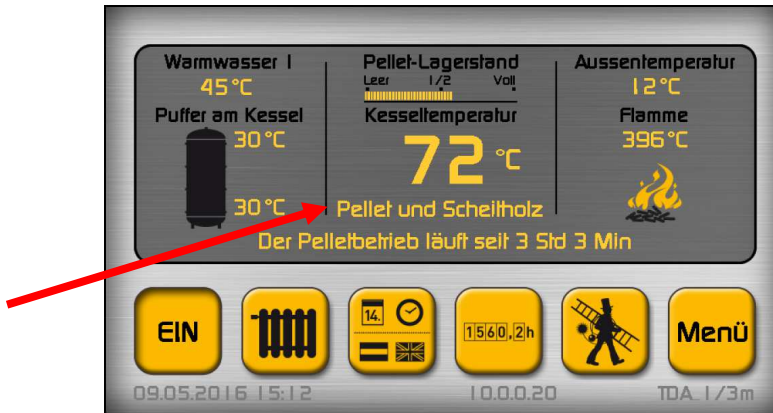 Warmwasser 1
45°C
Puffer am Kessel
30°C
30°C
Pellet-Lagerstand
Leer 1/2 Voll
Kesseltemperatur
72 °C
Pellet und Scheitholz
Aussentemperatur
12°C
Flamme
396°C
Der Pelletbetrieb läuft seit 3 Std 3 Min
EIN
14.
1560,2h
Menü
09.05.2016 15:12
10.0.0.20
TDA_1/3m